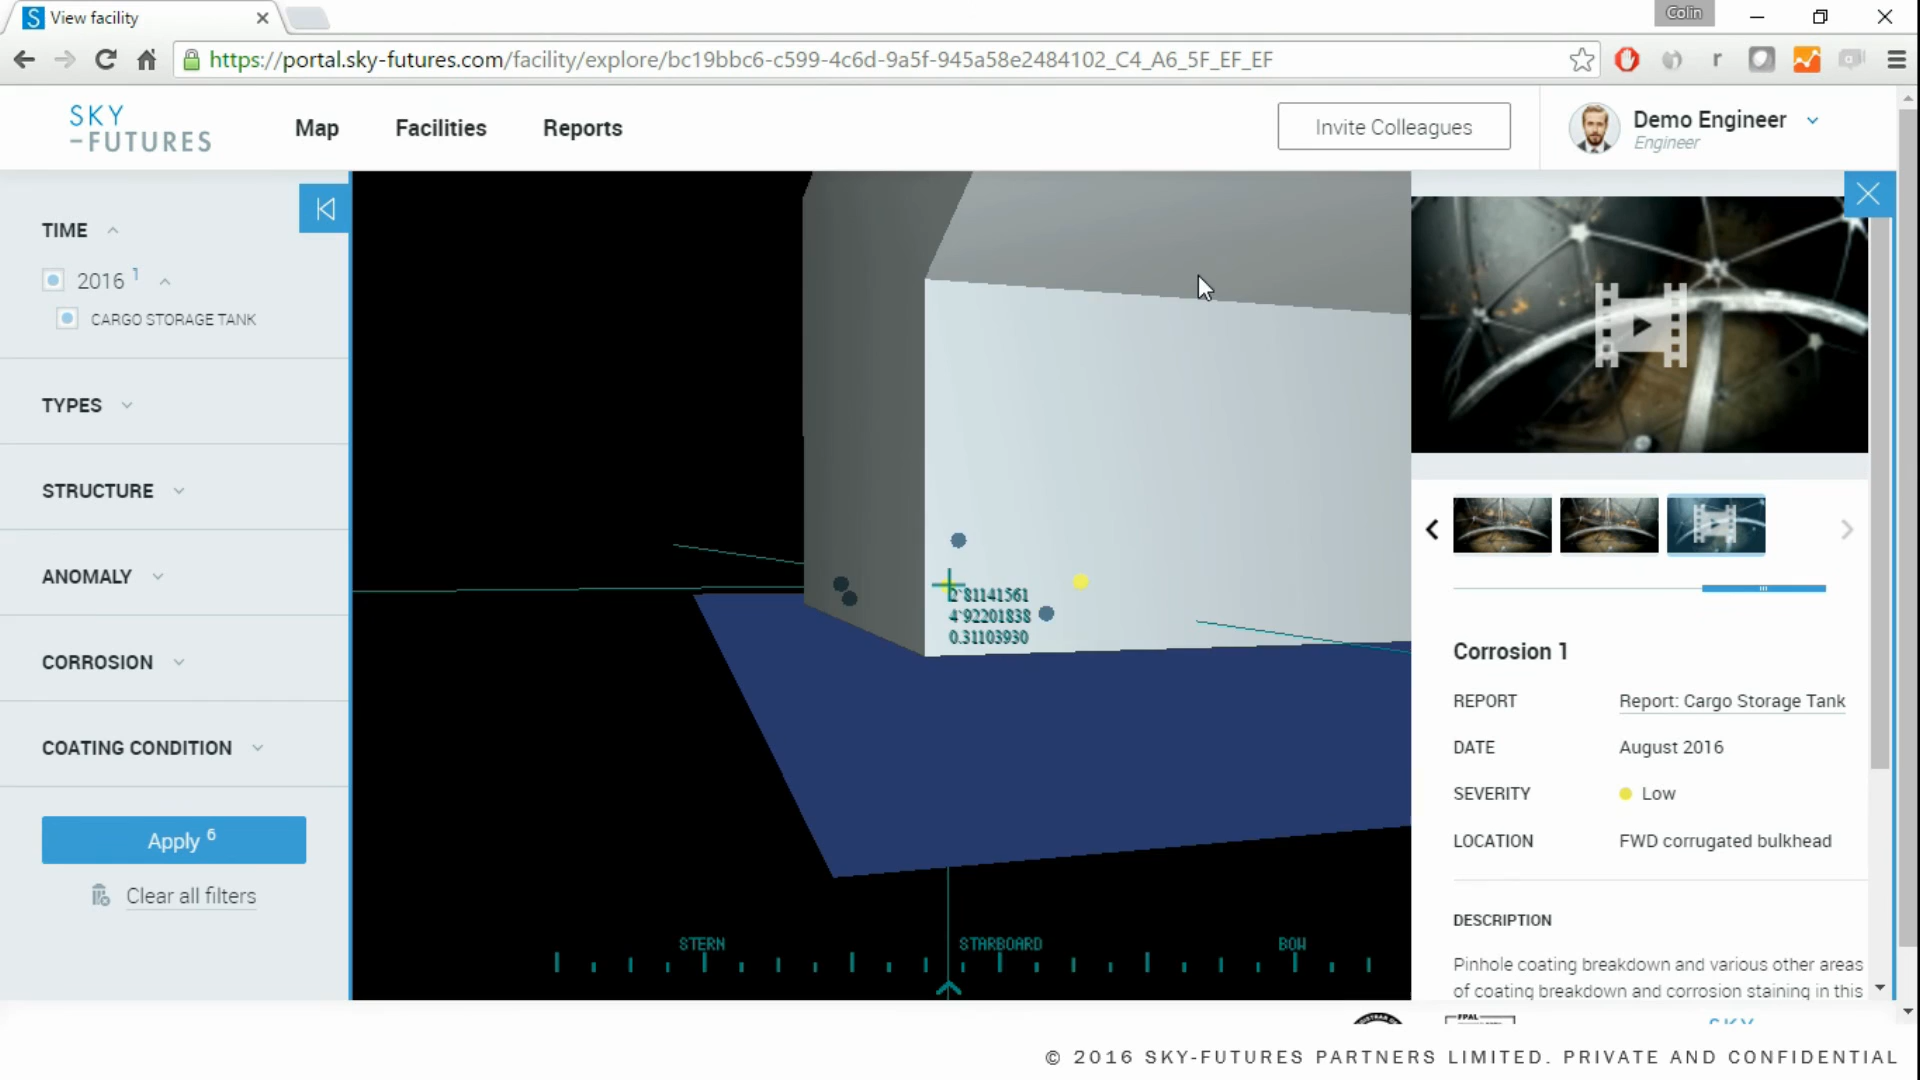 View facility
Colin
https://portal.sky-futures.com/facility/explore/bc19bbc6-c599-4c6d-9a5f-945a58e2484102_C4_A6_5F_EF_EF
SKY
-FUTURES
Map
Facilities
Reports
Invite Colleagues
Demo Engineer
Engineer
TIME
2016 1
CARGO STORAGE TANK
TYPES
STRUCTURE
ANOMALY
CORROSION
COATING CONDITION
Apply 6
Clear all filters
2`81141561
4`92201838
0.31103930
STERN
STARBOARD
BOW
Corrosion 1
REPORT
Report: Cargo Storage Tank
DATE
August 2016
SEVERITY
Low
LOCATION
FWD corrugated bulkhead
DESCRIPTION
Pinhole coating breakdown and various other areas
of coating breakdown and corrosion staining in this
FPAL
SKY
© 2016 SKY-FUTURES PARTNERS LIMITED. PRIVATE AND CONFIDENTIAL